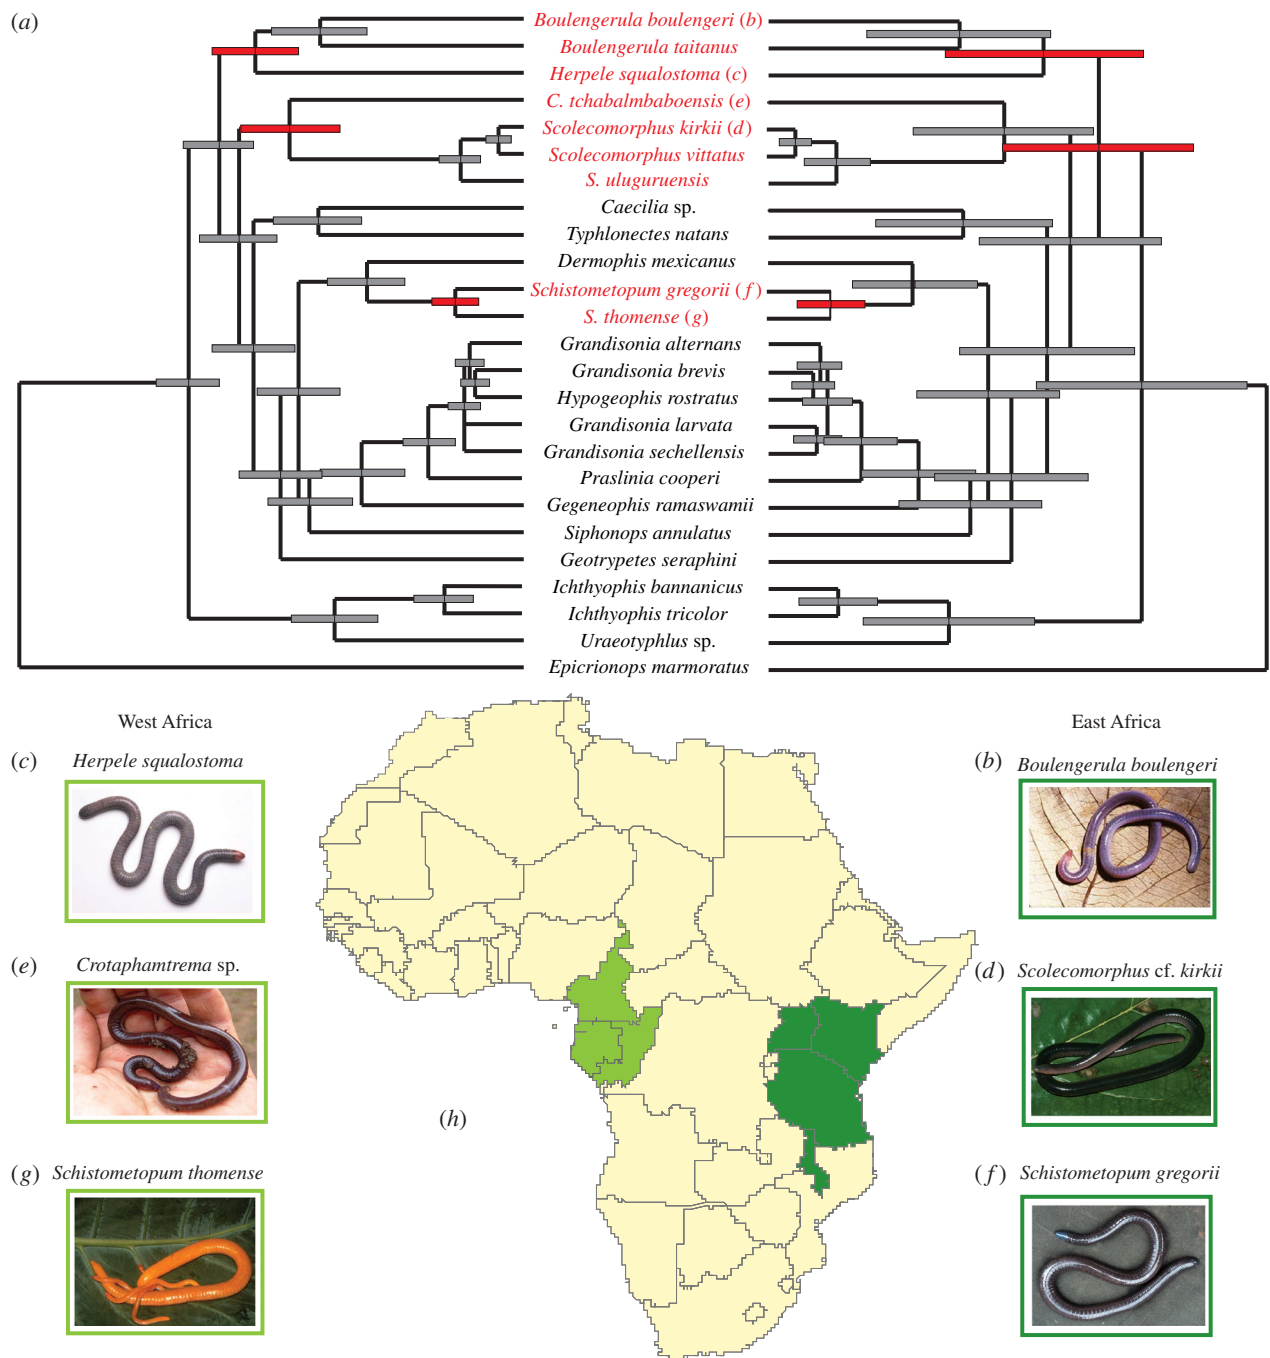 (a)
Boulengerula boulengeri (b)
Boulengerula taitanus
Herpele squalostoma (c)
C. tchabalmbaboensis (e)
Scolecomorphus kirkii (d)
Scolecomorphus vittatus
S. uluguruensis
Caecilia sp.
Typhlonectes natans
Dermophis mexicanus
Schistometopum gregorii (f)
S. thomense (g)
Grandisonia alternans
Grandisonia brevis
Hypogeophis rostratus
Grandisonia larvata
Grandisonia sechellensis
Praslinia cooperi
Gegeneophis ramaswamii
Siphonops annulatus
Geotrypetes seraphini
Ichthyophis bannanicus
Ichthyophis tricolor
Uraeotyphlus sp.
Epicrionops marmoratus
West Africa
(c) Herpele squalostoma
(e) Crotaphamtrema sp.
(g) Schistometopum thomense
(h)
East Africa
(b) Boulengerula boulengeri
(d) Scolecomorphus cf. kirkii
(f) Schistometopum gregorii